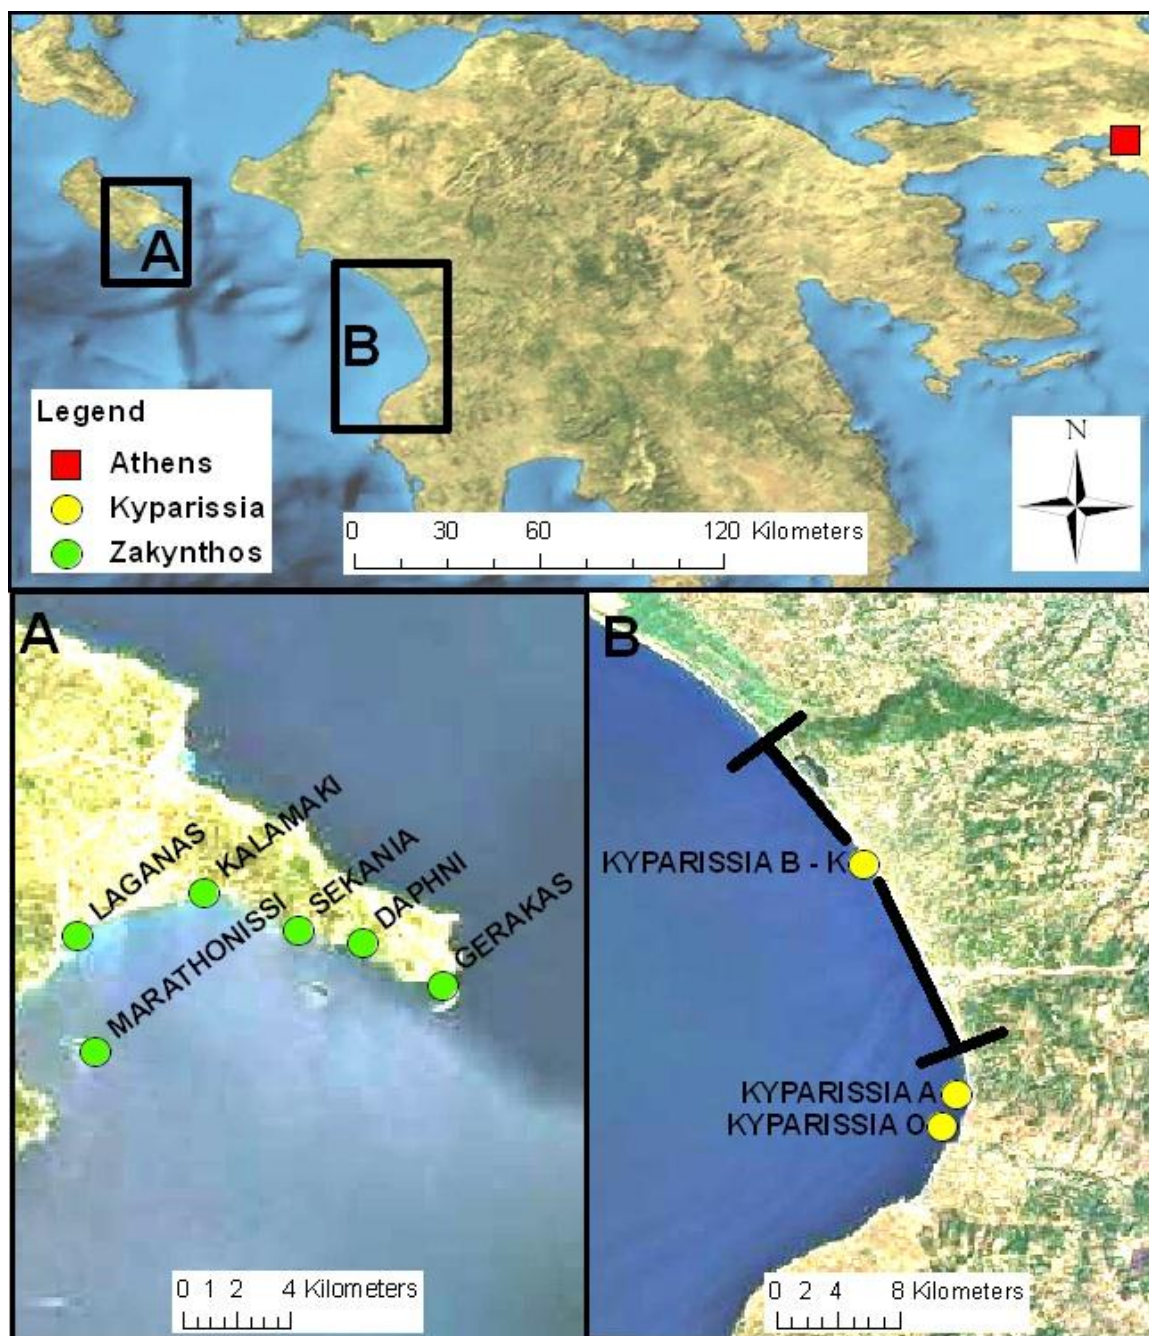 A
B
Legend
Athens
Kyparissia
Zakynthos
0 30 60 120 Kilometers
N
A
LAGANAS
MARATHONISSI
KALAMAKI
SEKANIA
DAPHNI
GERAKAS
0 1 2 4 Kilometers
B
KYPARISSIA B - K
KYPARISSIA A
KYPARISSIA O
0 2 4 8 Kilometers